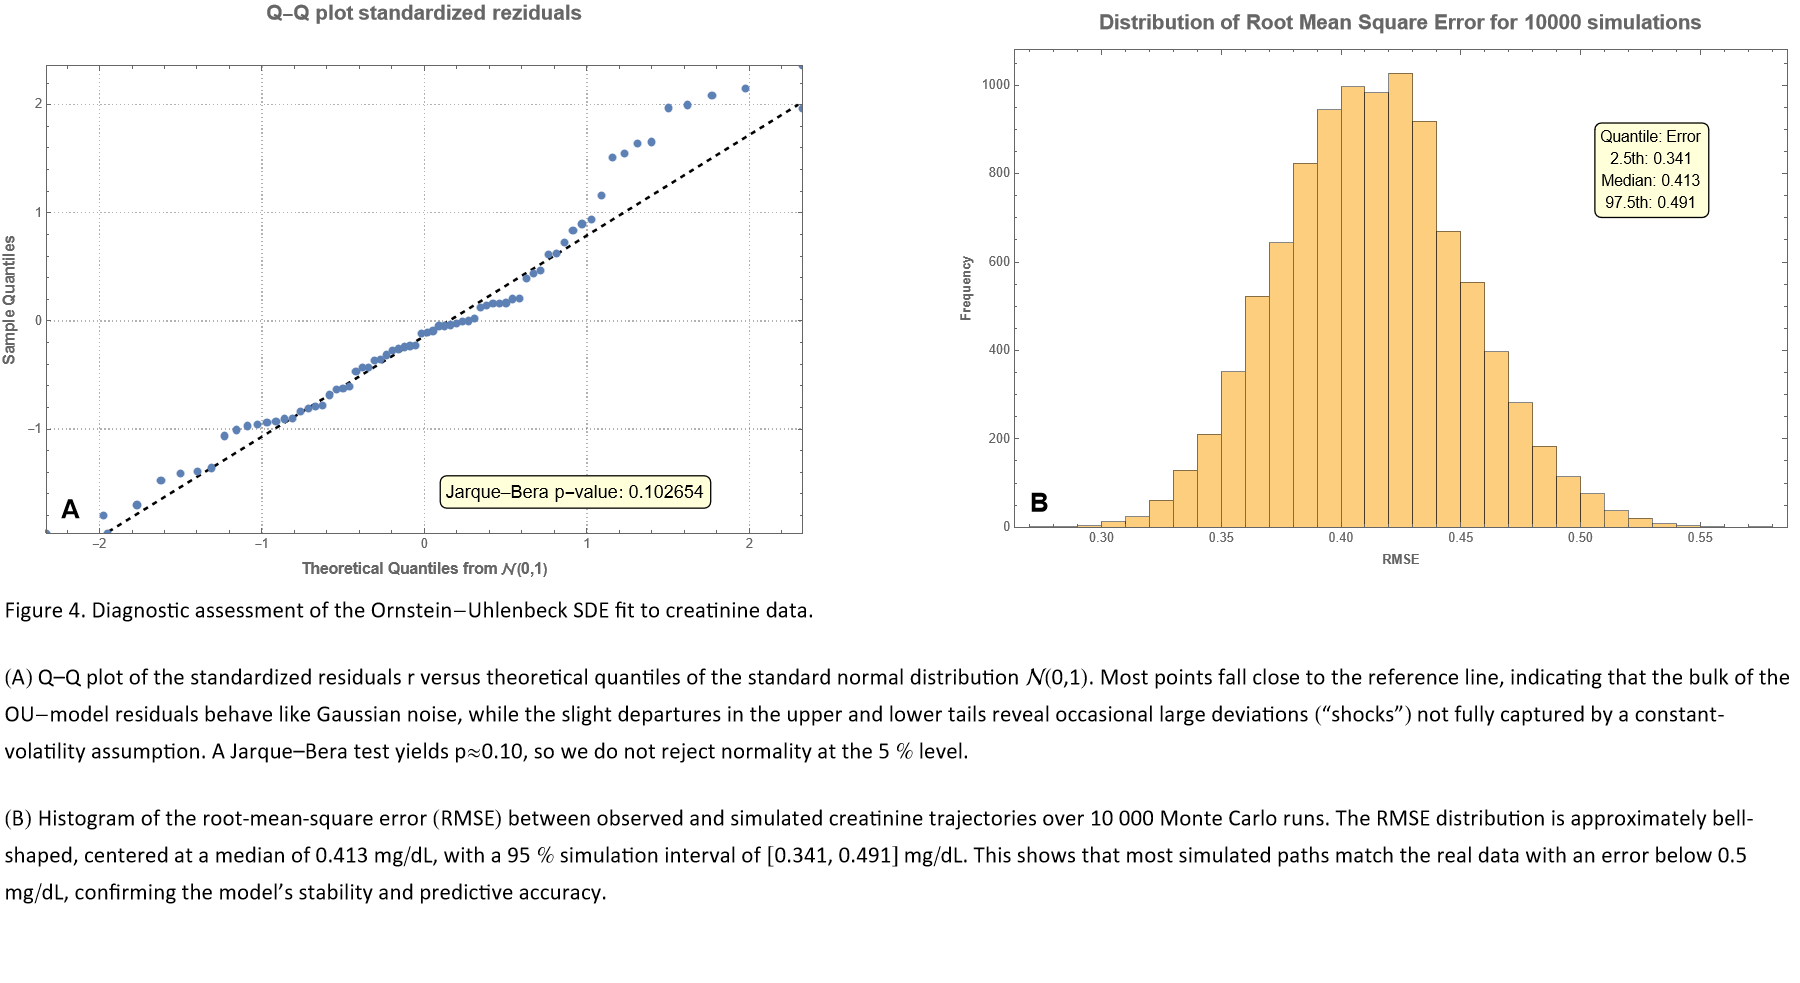 Q–Q plot standardized reziduals
Sample Quantiles
2
1
0
−1
A
Jarque–Bera p−value: 0.102654
−2
−1
0
1
2
Theoretical Quantiles from 𝒩(0,1)
Distribution of Root Mean Square Error for 10000 simulations
Frequency
1000
800
600
400
200
0
Quantile: Error
2.5th: 0.341
Median: 0.413
97.5th: 0.491
B
0.30
0.35
0.40
0.45
0.50
0.55
RMSE
Figure 4. Diagnostic assessment of the Ornstein−Uhlenbeck SDE fit to creatinine data.
(A) Q–Q plot of the standardized residuals r versus theoretical quantiles of the standard normal distribution 𝒩(0,1). Most points fall close to the reference line, indicating that the bulk of the
OU−model residuals behave like Gaussian noise, while the slight departures in the upper and lower tails reveal occasional large deviations (“shocks”) not fully captured by a constant-
volatility assumption. A Jarque–Bera test yields p≈0.10, so we do not reject normality at the 5 % level.
(B) Histogram of the root-mean-square error (RMSE) between observed and simulated creatinine trajectories over 10 000 Monte Carlo runs. The RMSE distribution is approximately bell-
shaped, centered at a median of 0.413 mg/dL, with a 95 % simulation interval of [0.341, 0.491] mg/dL. This shows that most simulated paths match the real data with an error below 0.5
mg/dL, confirming the model’s stability and predictive accuracy.